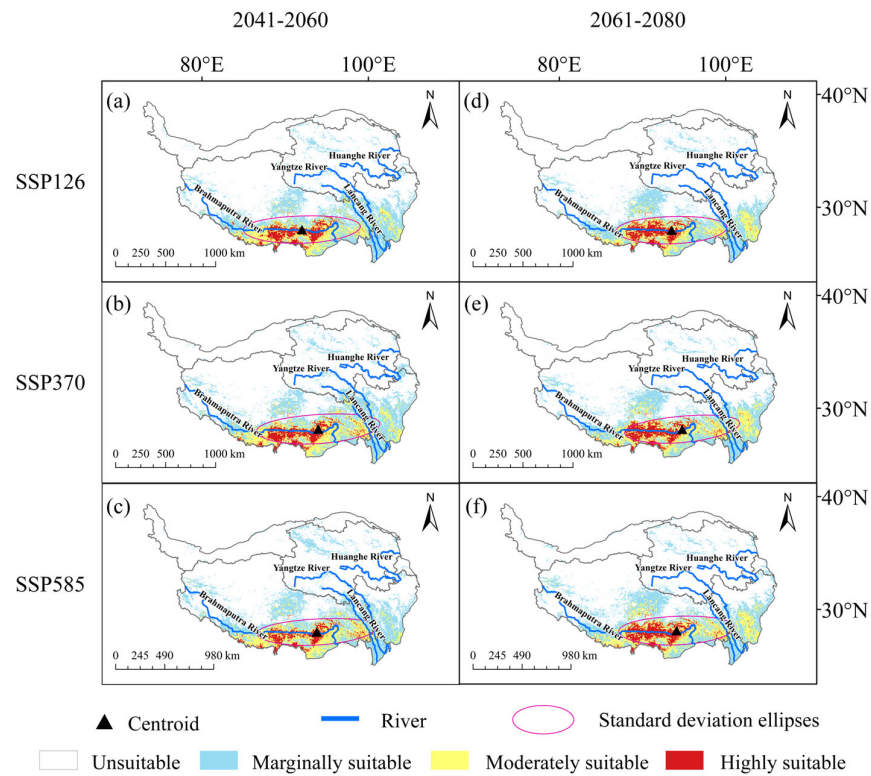 2041-2060 2061-2080
80°E 100°E 80°E 100°E
SSP126
(a) N
Huanghe River
Yangtze River
Lancang River
Brahmaputra River
0 250 500 1000 km
(d) N 40°N
Huanghe River
Yangtze River
Lancang River
Brahmaputra River
30°N
0 250 500 1000 km
SSP370
(b) N
Huanghe River
Yangtze River
Lancang River
Brahmaputra River
0 250 500 1000 km
(e) N 40°N
Huanghe River
Yangtze River
Lancang River
Brahmaputra River
30°N
0 250 500 1000 km
SSP585
(c) N
Huanghe River
Yangtze River
Lancang River
Brahmaputra River
0 245 490 980 km
(f) N 40°N
Huanghe River
Yangtze River
Lancang River
Brahmaputra River
30°N
0 245 490 980 km
Centroid River Standard deviation ellipses
Unsuitable Marginally suitable Moderately suitable Highly suitable